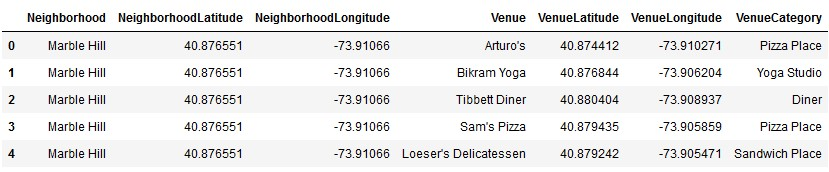 Neighborhood NeighborhoodLatitude NeighborhoodLongitude Venue VenueLatitude VenueLongitude VenueCategory
0 Marble Hill 40.876551 -73.91066 Arturo's 40.874412 -73.910271 Pizza Place
1 Marble Hill 40.876551 -73.91066 Bikram Yoga 40.876844 -73.906204 Yoga Studio
2 Marble Hill 40.876551 -73.91066 Tibbett Diner 40.880404 -73.908937 Diner
3 Marble Hill 40.876551 -73.91066 Sam's Pizza 40.879435 -73.905859 Pizza Place
4 Marble Hill 40.876551 -73.91066 Loeser's Delicatessen 40.879242 -73.905471 Sandwich Place